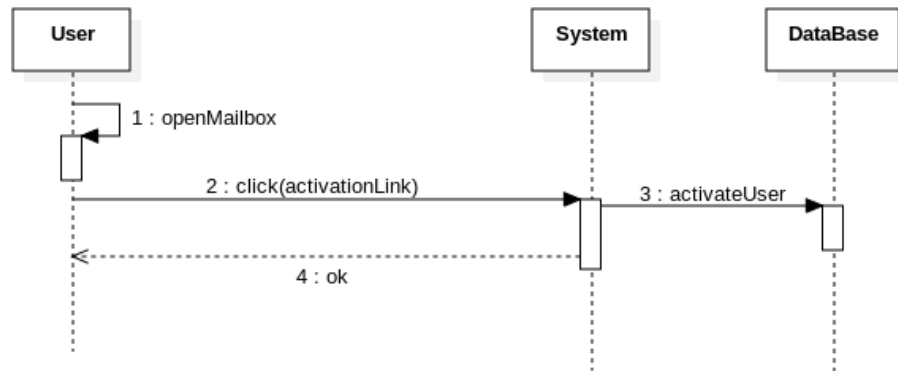 User
System
DataBase
1 : openMailbox
2 : click(activationLink)
3 : activateUser
4 : ok